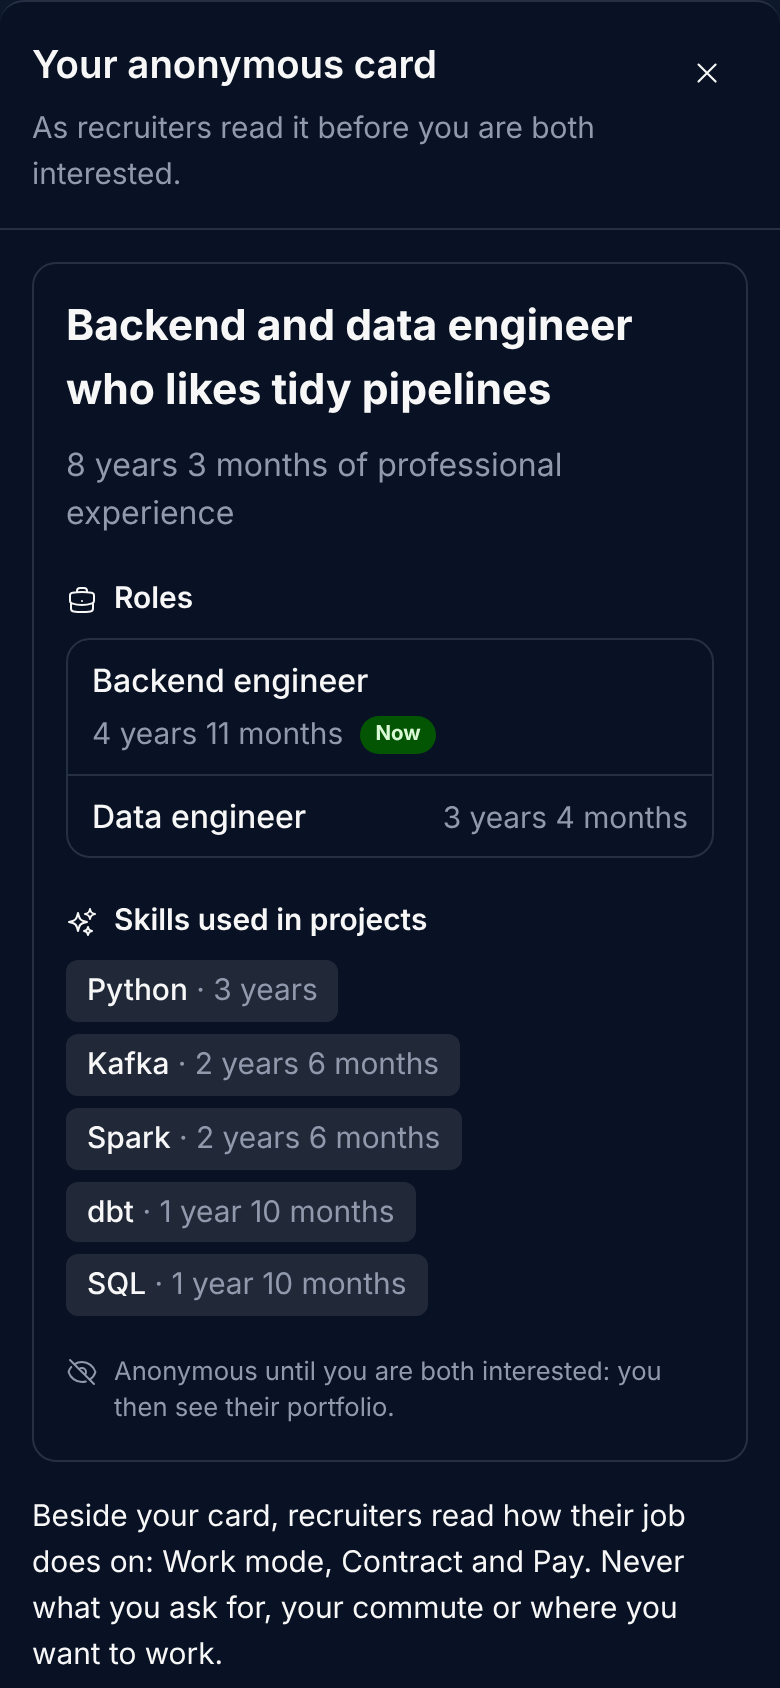 Your anonymous card
As recruiters read it before you are both
interested.
Backend and data engineer
who likes tidy pipelines
8 years 3 months of professional
experience
Roles
Backend engineer
4 years 11 months Now
Data engineer 3 years 4 months
Skills used in projects
Python · 3 years
Kafka · 2 years 6 months
Spark · 2 years 6 months
dbt · 1 year 10 months
SQL · 1 year 10 months
Anonymous until you are both interested: you
then see their portfolio.
Beside your card, recruiters read how their job
does on: Work mode, Contract and Pay. Never
what you ask for, your commute or where you
want to work.